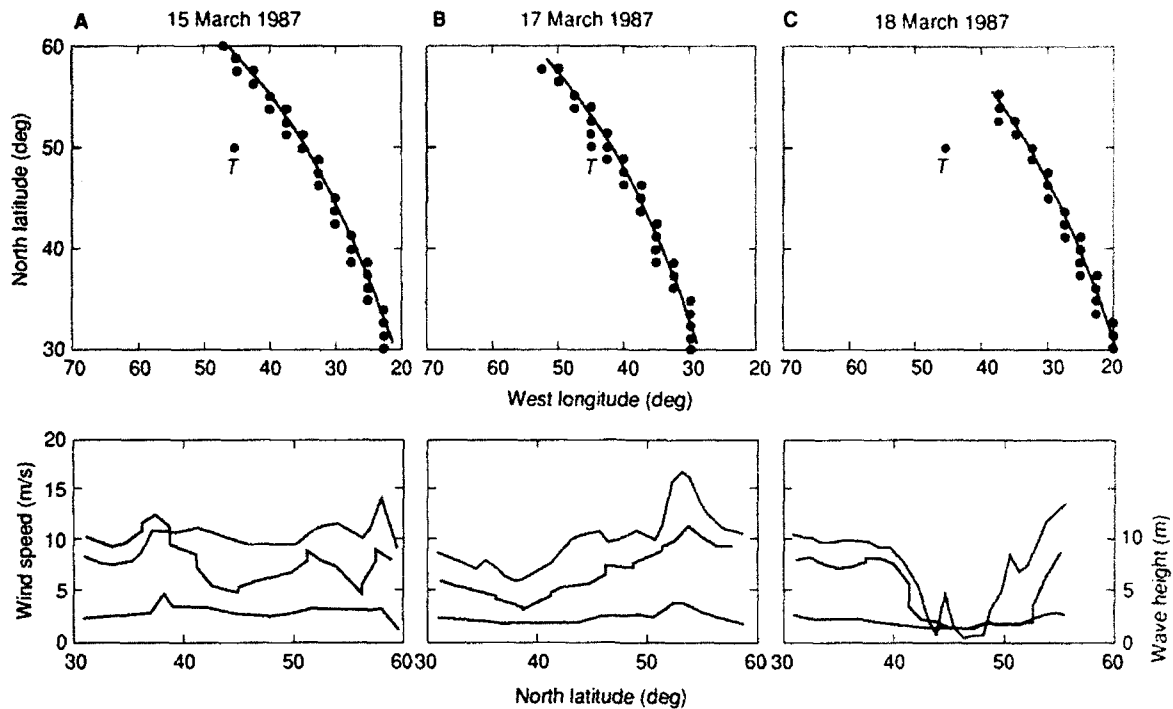 A 15 March 1987
B 17 March 1987
C 18 March 1987
North latitude (deg)
60
50
40
30
T
T
T
70 60 50 40 30 20
70 60 50 40 30 20
70 60 50 40 30 20
West longitude (deg)
Wind speed (m/s)
20
15
10
5
0
10
5
0
Wave height (m)
30 40 50 60
30 40 50 60
30 40 50 60
North latitude (deg)